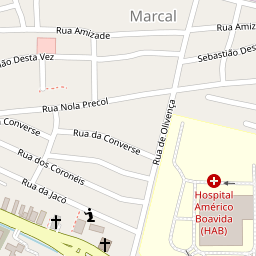 Marcal
Rua Amizade
Rua Amiz
ão Desta Vez
Sebastião Desta
Rua Nola Precol
Rua de Olivença
Converse
Rua da Converse
Rua dos Coronéis
Rua da Jacó
Hospital
Américo
Boavida
(HAB)